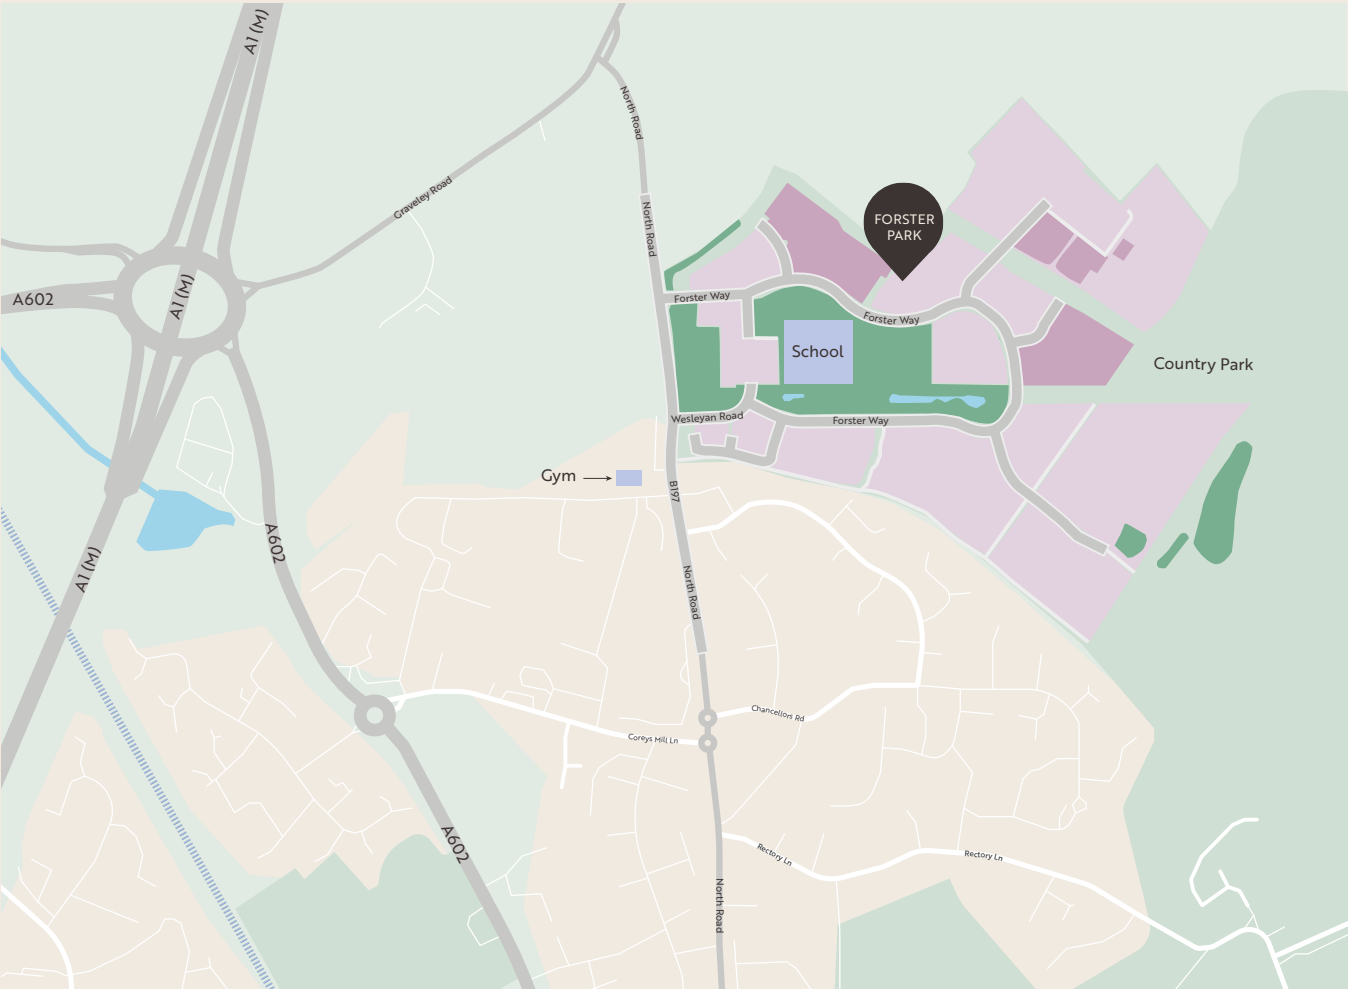 A1 (M)
North Road
Graveley Road
North Road
FORSTER
PARK
A1 (M)
A602
Forster Way
Forster Way
School
Country Park
Wesleyan Road
Forster Way
Gym
B197
A602
A1 (M)
North Road
Chancellors Rd
Coreys Mill Ln
A602
Rectory Ln
Rectory Ln
North Road